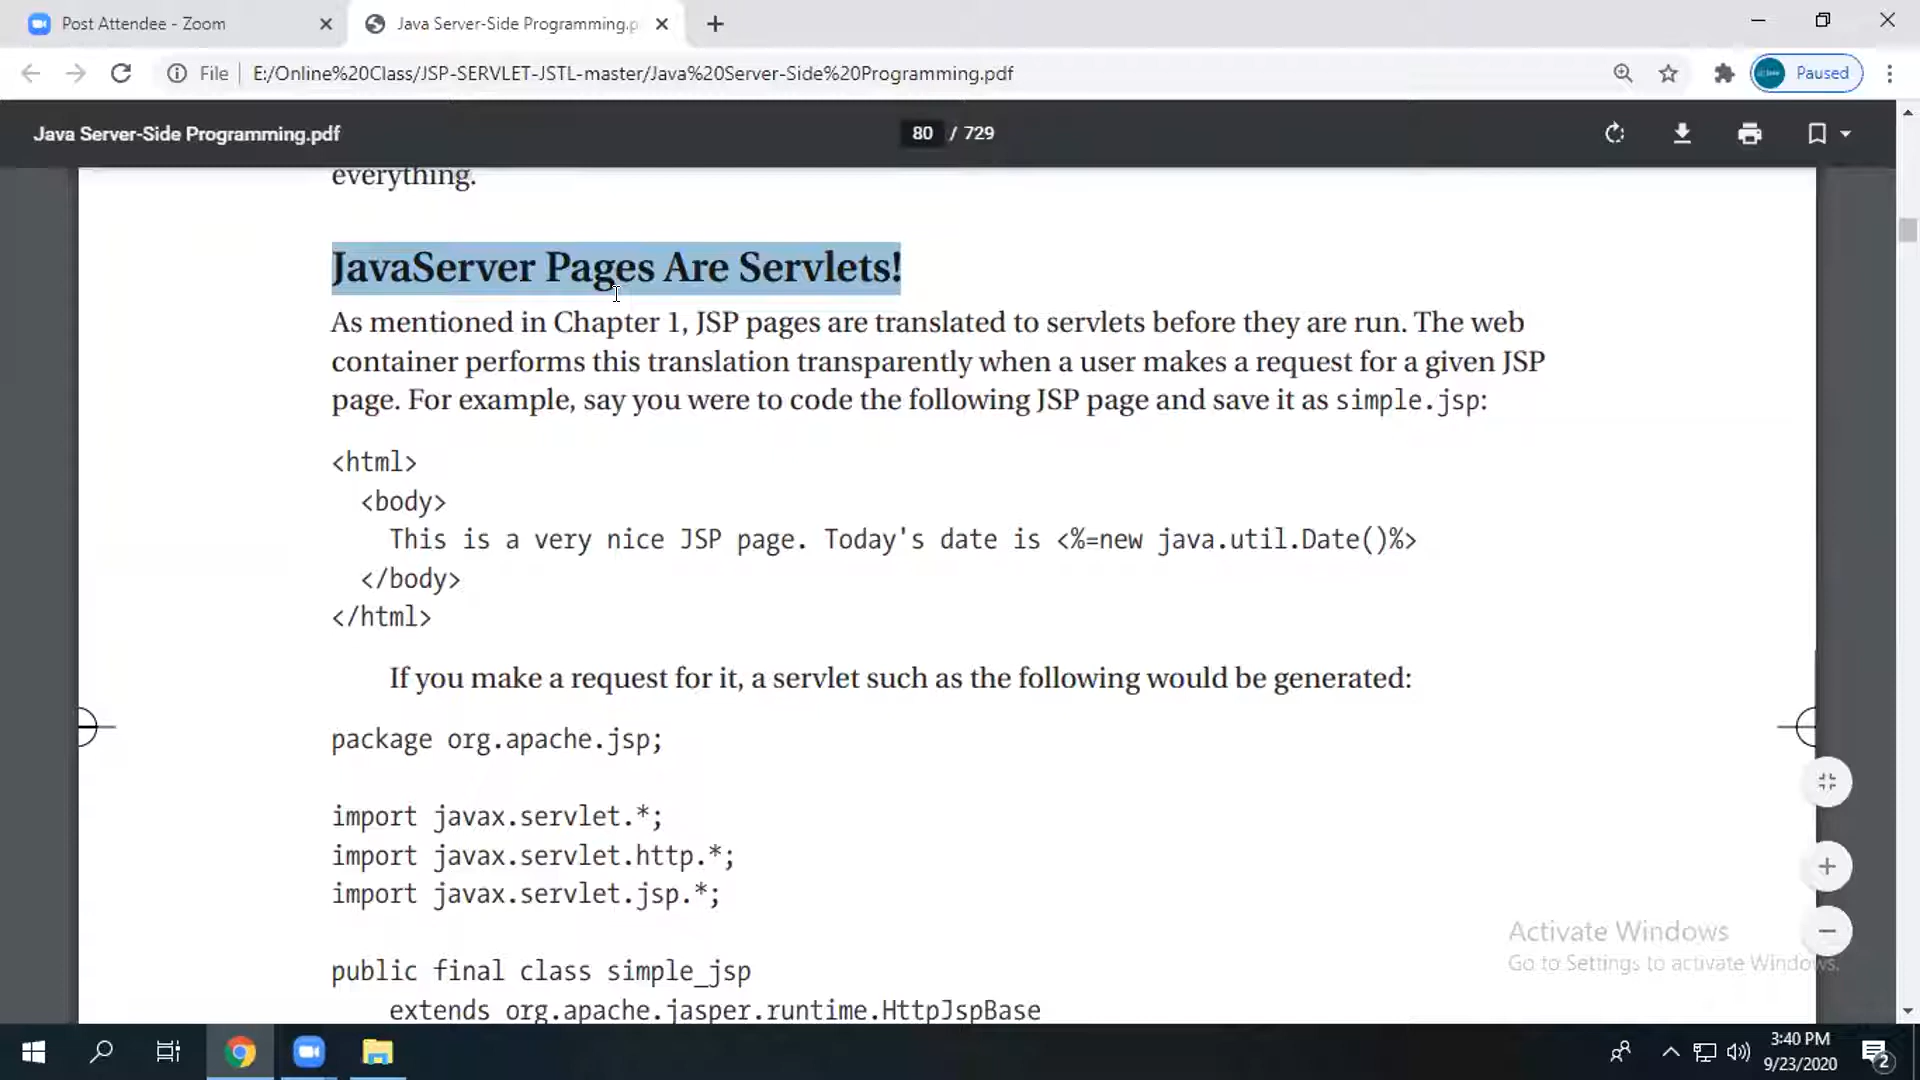 Post Attendee - Zoom
Java Server-Side Programming.p
File E:/Online%20Class/JSP-SERVLET-JSTL-master/Java%20Server-Side%20Programming.pdf
Paused
Java Server-Side Programming.pdf
80 / 729
everything.
JavaServer Pages Are Servlets!
As mentioned in Chapter 1, JSP pages are translated to servlets before they are run. The web
container performs this translation transparently when a user makes a request for a given JSP
page. For example, say you were to code the following JSP page and save it as simple.jsp:
<html>
<body>
This is a very nice JSP page. Today's date is <%=new java.util.Date()%>
</body>
</html>
If you make a request for it, a servlet such as the following would be generated:
package org.apache.jsp;
import javax.servlet.*;
import javax.servlet.http.*;
import javax.servlet.jsp.*;
public final class simple_jsp
extends org.apache.jasper.runtime.HttpJspBase
Activate Windows
Go to Settings to activate Windows.
3:40 PM
9/23/2020
2